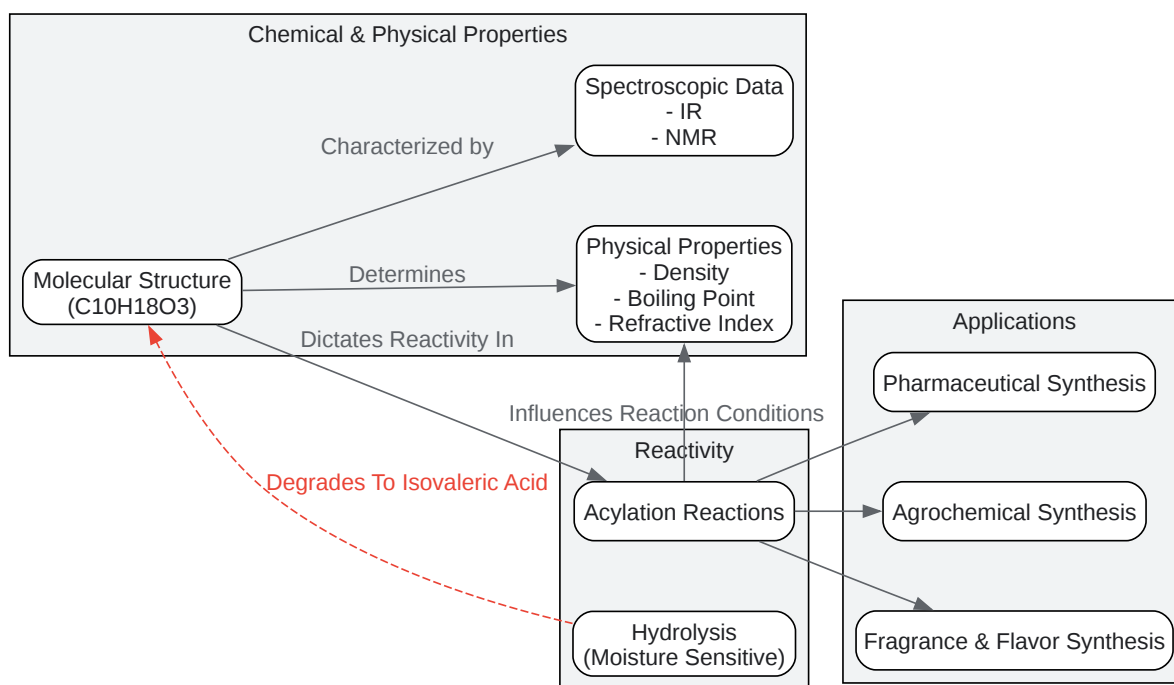 Chemical & Physical Properties
Spectroscopic Data
- IR
- NMR
Characterized by
Molecular Structure
(C10H18O3)
Determines
Physical Properties
- Density
- Boiling Point
- Refractive Index
Dictates Reactivity In
Applications
Pharmaceutical Synthesis
Influences Reaction Conditions
Reactivity
Degrades To Isovaleric Acid
Acylation Reactions
Agrochemical Synthesis
Hydrolysis
(Moisture Sensitive)
Fragrance & Flavor Synthesis